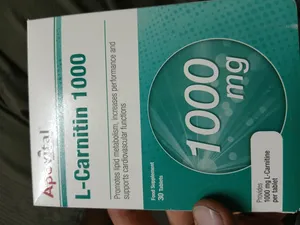 Apovital
L-Carnitin 1000
Promotes lipid metabolism, increases performance and
supports cardiovascular functions
Food Supplement
30 Tablets
1000
mg
Provides
1000 mg L-Carnitine
per tablet